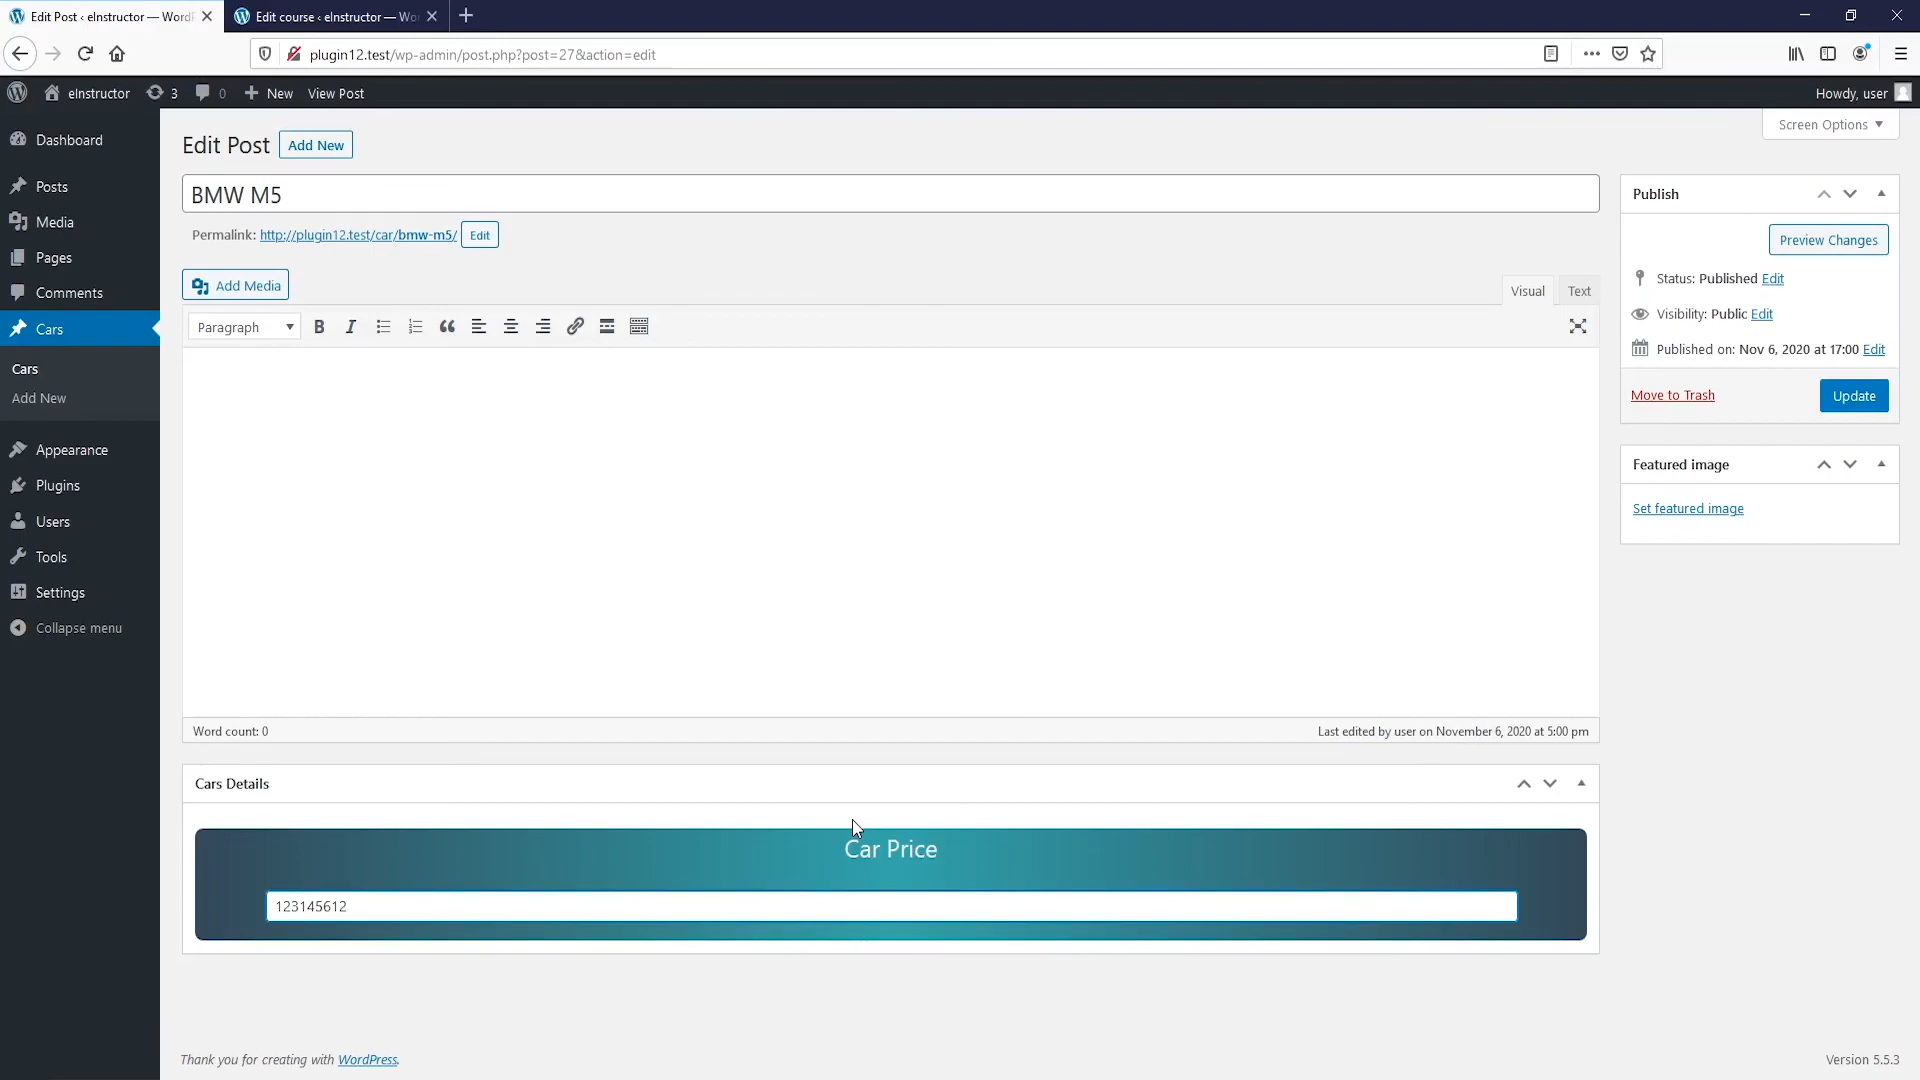 Edit Post ‹ eInstructor — WordP
Edit course ‹ eInstructor — Wo
plugin12.test/wp-admin/post.php?post=27&action=edit
eInstructor
3
0
New
View Post
Howdy, user
Screen Options
Dashboard
Posts
Media
Pages
Comments
Cars
Cars
Add New
Appearance
Plugins
Users
Tools
Settings
Collapse menu
Edit Post
Add New
BMW M5
Permalink: http://plugin12.test/car/bmw-m5/ Edit
Add Media
Visual
Text
Paragraph
B
I
Word count: 0
Last edited by user on November 6, 2020 at 5:00 pm
Cars Details
Car Price
123145612
Publish
Preview Changes
Status: Published Edit
Visibility: Public Edit
Published on: Nov 6, 2020 at 17:00 Edit
Move to Trash
Update
Featured image
Set featured image
Thank you for creating with WordPress.
Version 5.5.3